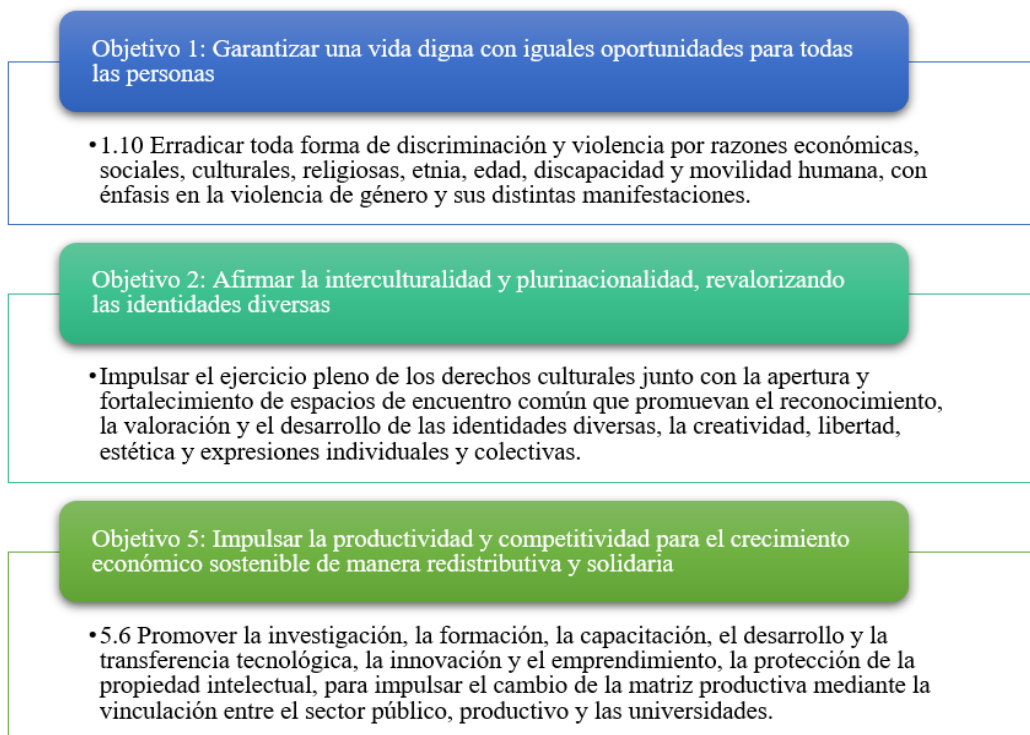 Objetivo 1: Garantizar una vida digna con iguales oportunidades para todas
las personas
•1.10 Erradicar toda forma de discriminación y violencia por razones económicas,
sociales, culturales, religiosas, etnia, edad, discapacidad y movilidad humana, con
énfasis en la violencia de género y sus distintas manifestaciones.
Objetivo 2: Afirmar la interculturalidad y plurinacionalidad, revalorizando
las identidades diversas
•Impulsar el ejercicio pleno de los derechos culturales junto con la apertura y
fortalecimiento de espacios de encuentro común que promuevan el reconocimiento,
la valoración y el desarrollo de las identidades diversas, la creatividad, libertad,
estética y expresiones individuales y colectivas.
Objetivo 5: Impulsar la productividad y competitividad para el crecimiento
económico sostenible de manera redistributiva y solidaria
•5.6 Promover la investigación, la formación, la capacitación, el desarrollo y la
transferencia tecnológica, la innovación y el emprendimiento, la protección de la
propiedad intelectual, para impulsar el cambio de la matriz productiva mediante la
vinculación entre el sector público, productivo y las universidades.